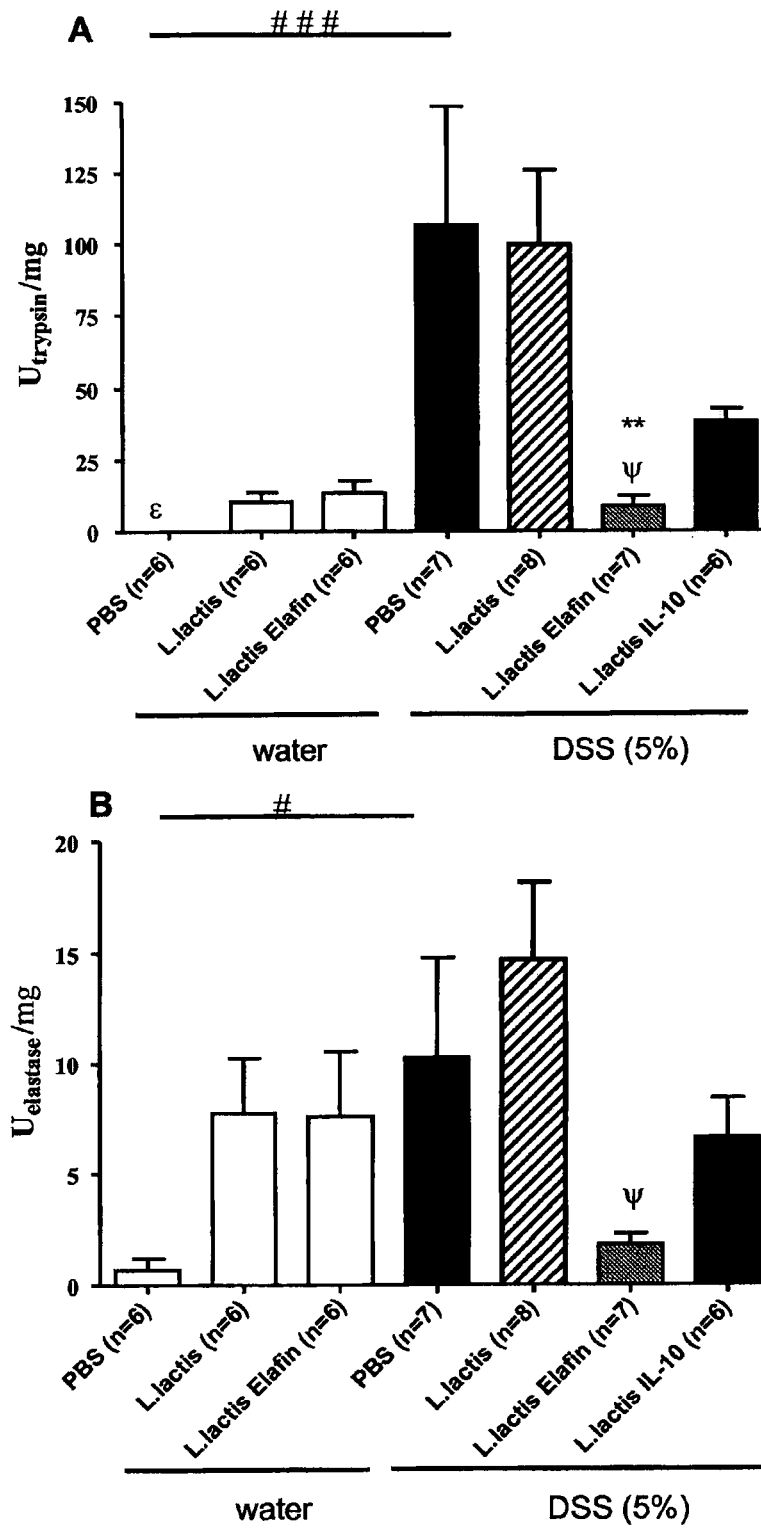 A
# # #
150
125
100
75
50
25
0
U trypsin/mg
ε
**
ψ
PBS (n=6)
L.lactis (n=6)
L.lactis Elafin (n=6)
PBS (n=7)
L.lactis (n=8)
L.lactis Elafin (n=7)
L.lactis IL-10 (n=6)
water
DSS (5%)
B
#
20
15
10
5
0
U elastase/mg
ψ
PBS (n=6)
L.lactis (n=6)
L.lactis Elafin (n=6)
PBS (n=7)
L.lactis (n=8)
L.lactis Elafin (n=7)
L.lactis IL-10 (n=6)
water
DSS (5%)